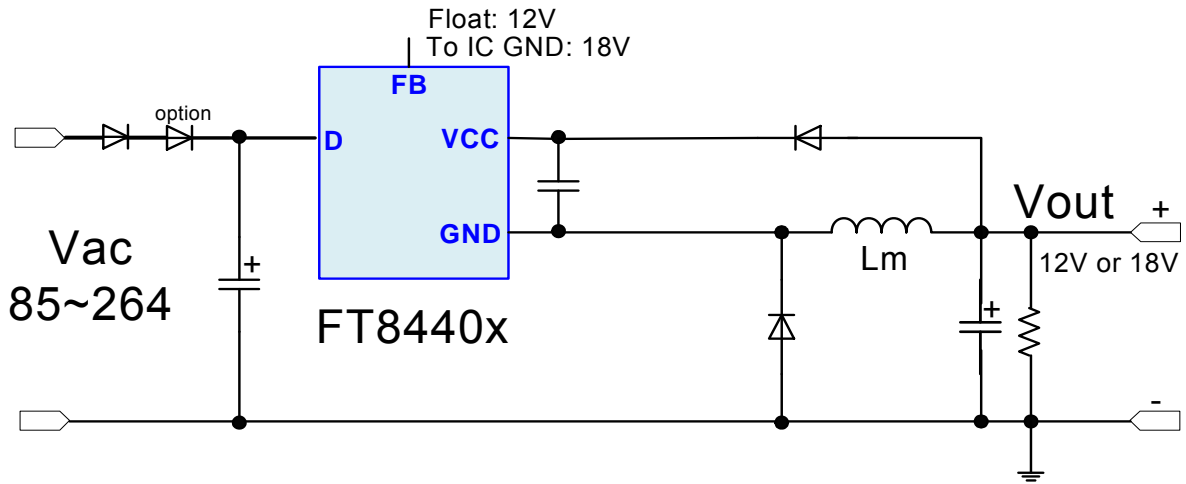 Float: 12V
To IC GND: 18V
FB
option
D
VCC
GND
Vac
85~264
FT8440x
Lm
Vout
+
12V or 18V
+
+
-